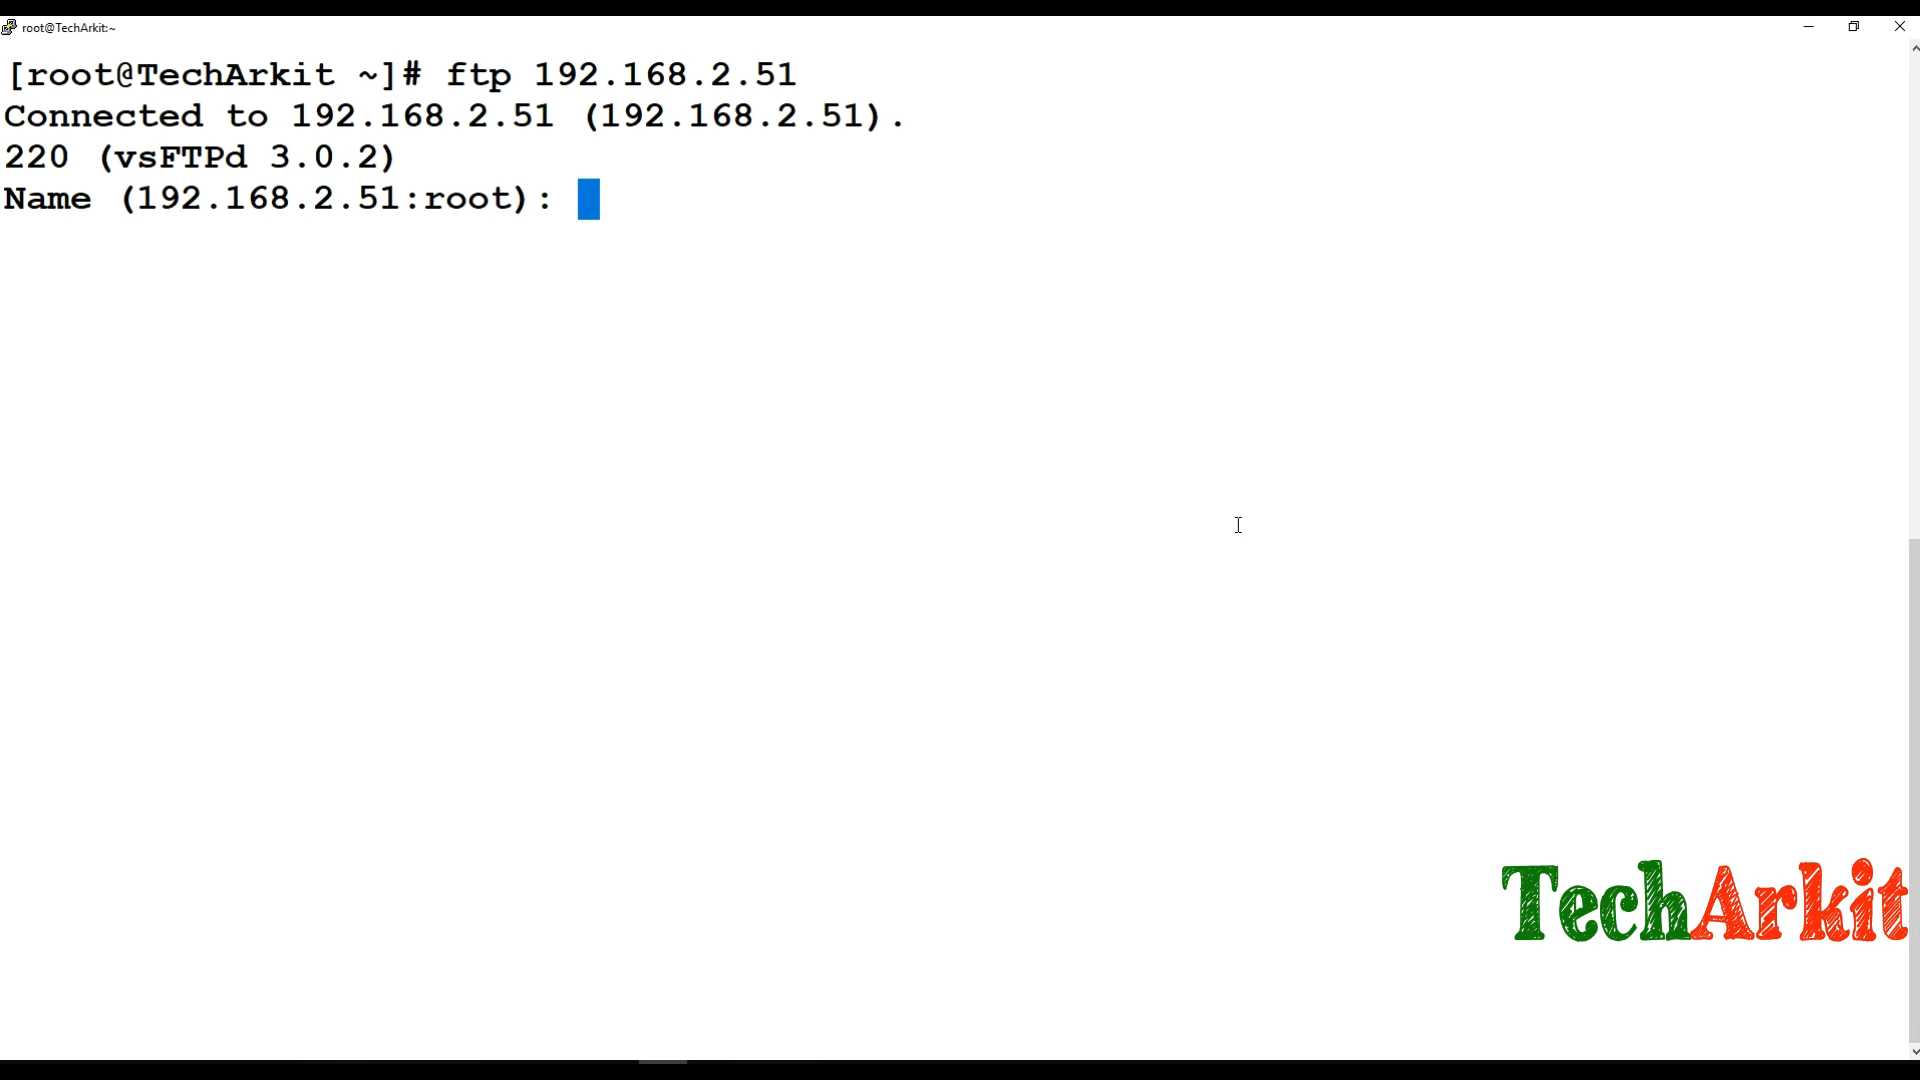 root@TechArkit:~
[root@TechArkit ~]# ftp 192.168.2.51
Connected to 192.168.2.51 (192.168.2.51).
220 (vsFTPd 3.0.2)
Name (192.168.2.51:root):
TechArkit